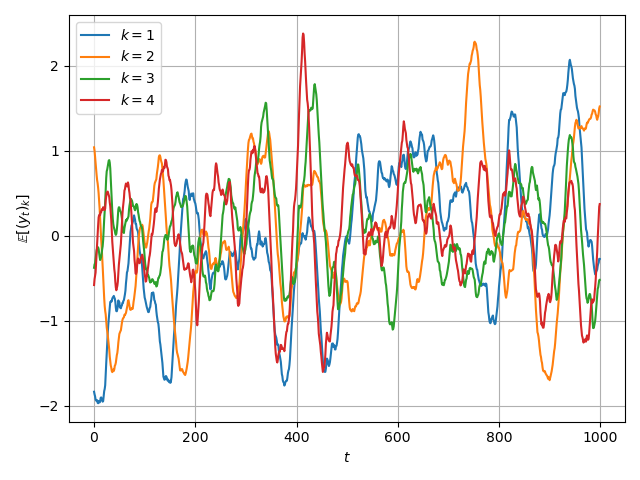 k = 1
k = 2
k = 3
k = 4
2
1
0
−1
−2
𝔼[(y_t)_k]
0
200
400
600
800
1000
t